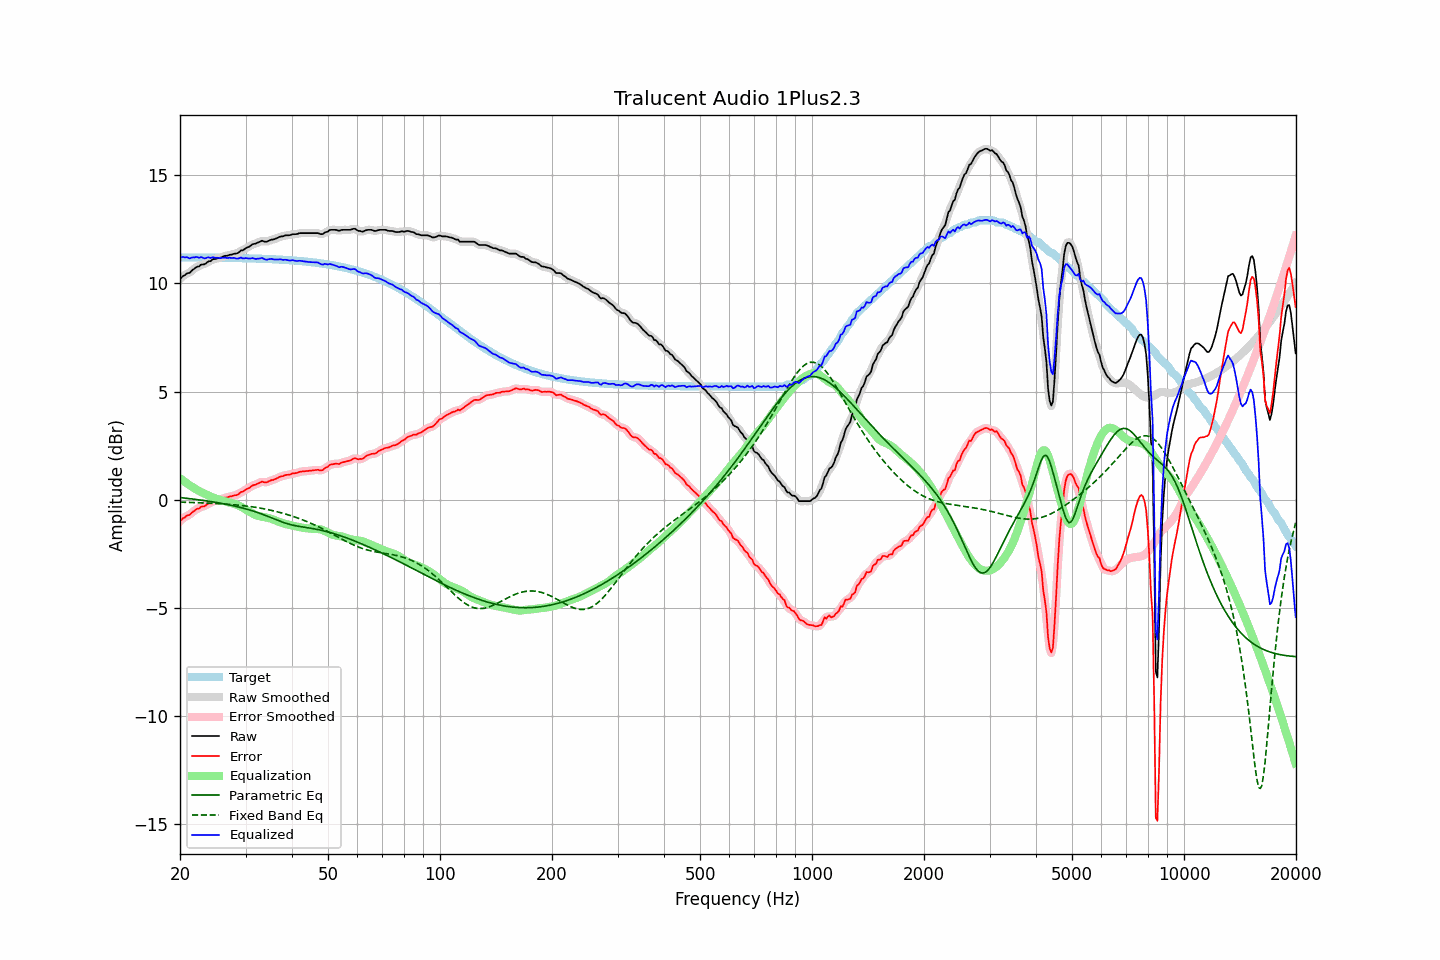 Tralucent Audio 1Plus2.3
Amplitude (dBr)
15
10
5
0
−5
−10
−15
Target
Raw Smoothed
Error Smoothed
Raw
Error
Equalization
Parametric Eq
Fixed Band Eq
Equalized
20 50 100 200 500 1000 2000 5000 10000 20000
Frequency (Hz)